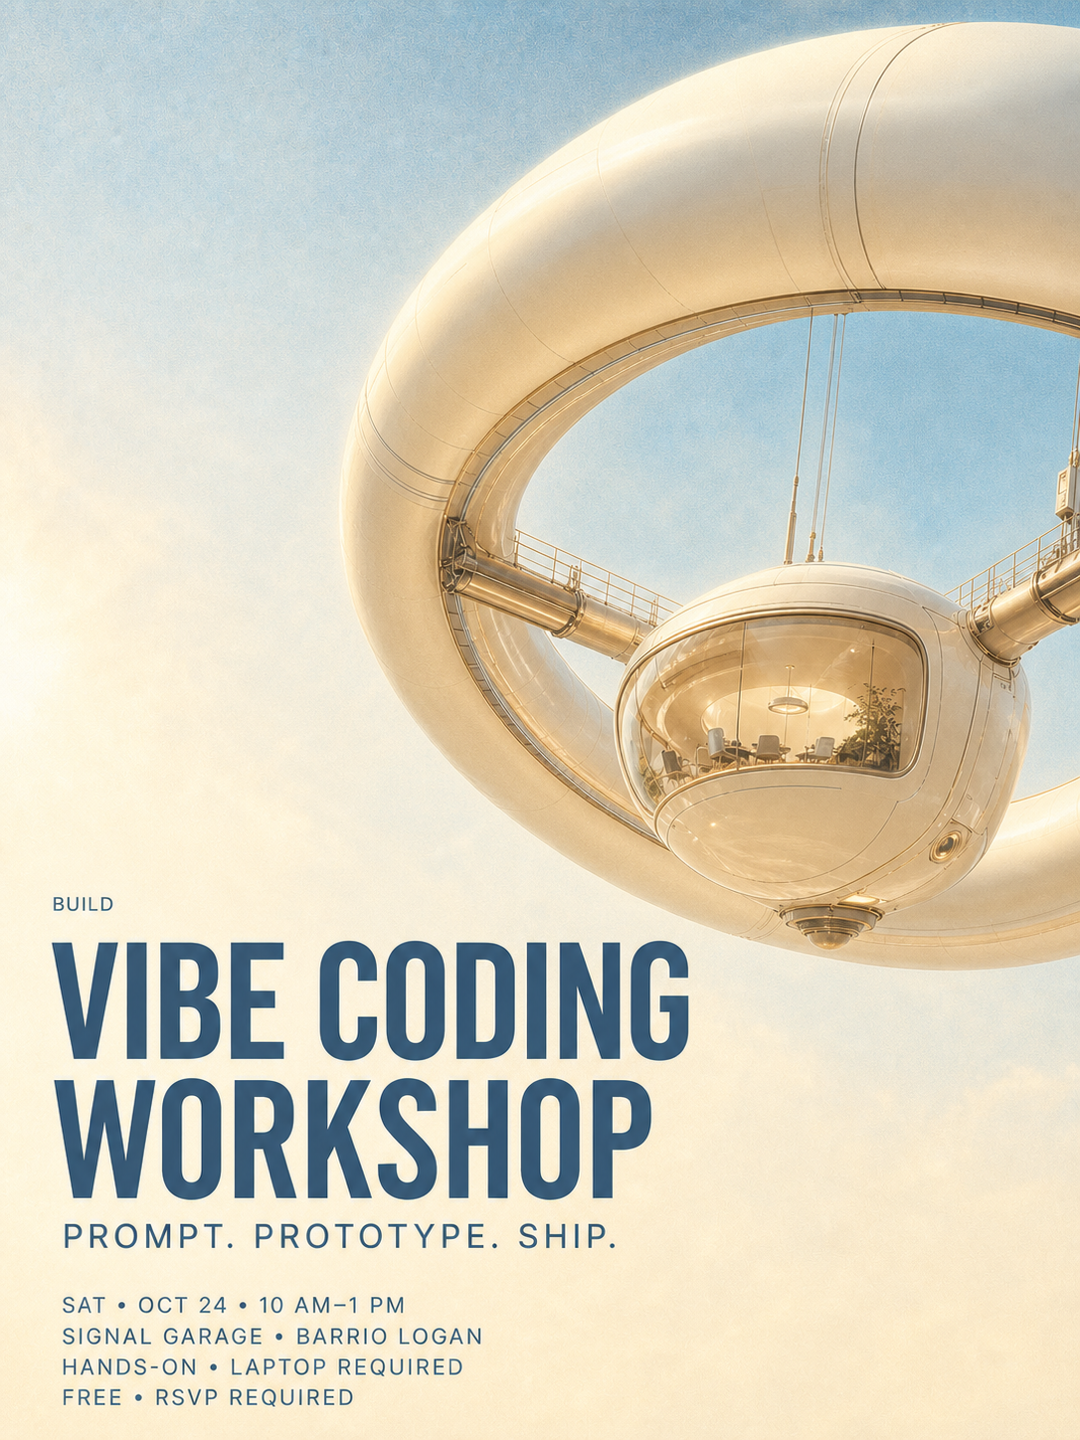 BUILD
VIBE CODING
WORKSHOP
PROMPT. PROTOTYPE. SHIP.
SAT • OCT 24 • 10 AM–1 PM
SIGNAL GARAGE • BARRIO LOGAN
HANDS-ON • LAPTOP REQUIRED
FREE • RSVP REQUIRED